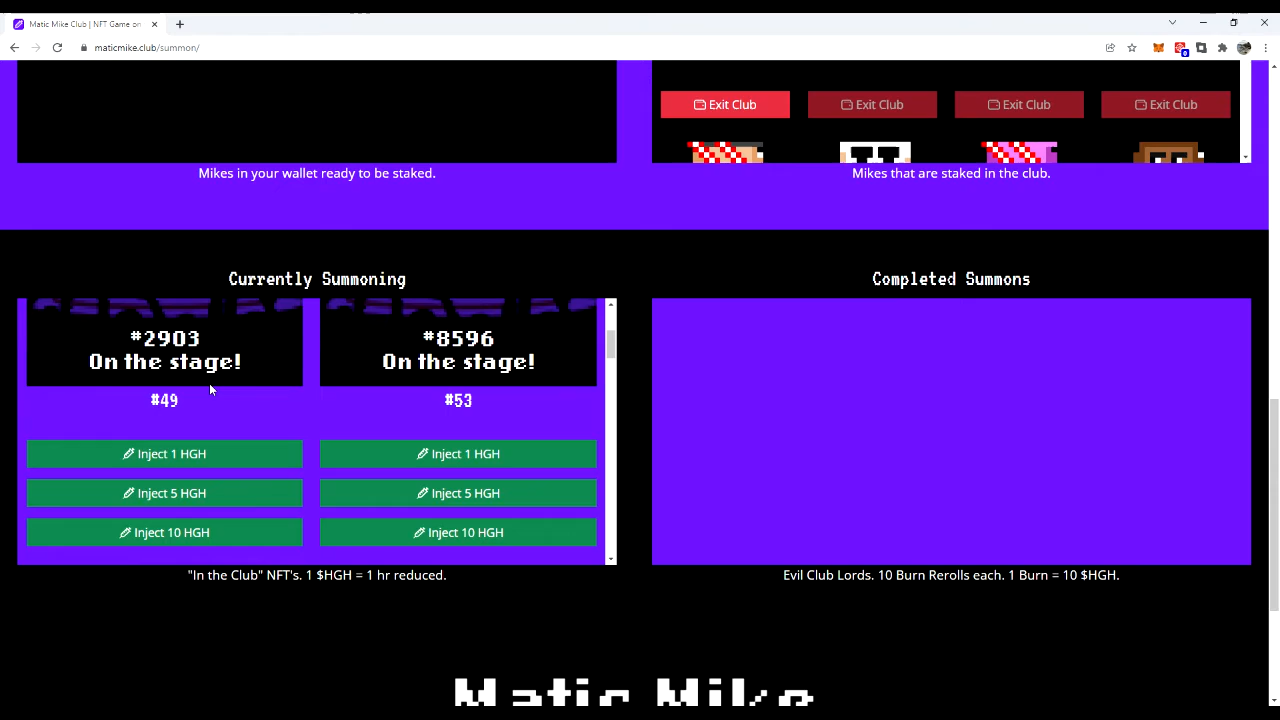 Matic Mike Club | NFT Game on
maticmike.club/summon/
Exit Club Exit Club Exit Club Exit Club
Mikes in your wallet ready to be staked.
Mikes that are staked in the club.
Currently Summoning
#2903
On the stage!
#49
Inject 1 HGH
Inject 5 HGH
Inject 10 HGH
#8596
On the stage!
#53
Inject 1 HGH
Inject 5 HGH
Inject 10 HGH
"In the Club" NFT's. 1 $HGH = 1 hr reduced.
Completed Summons
Evil Club Lords. 10 Burn Rerolls each. 1 Burn = 10 $HGH.
Matic Mike